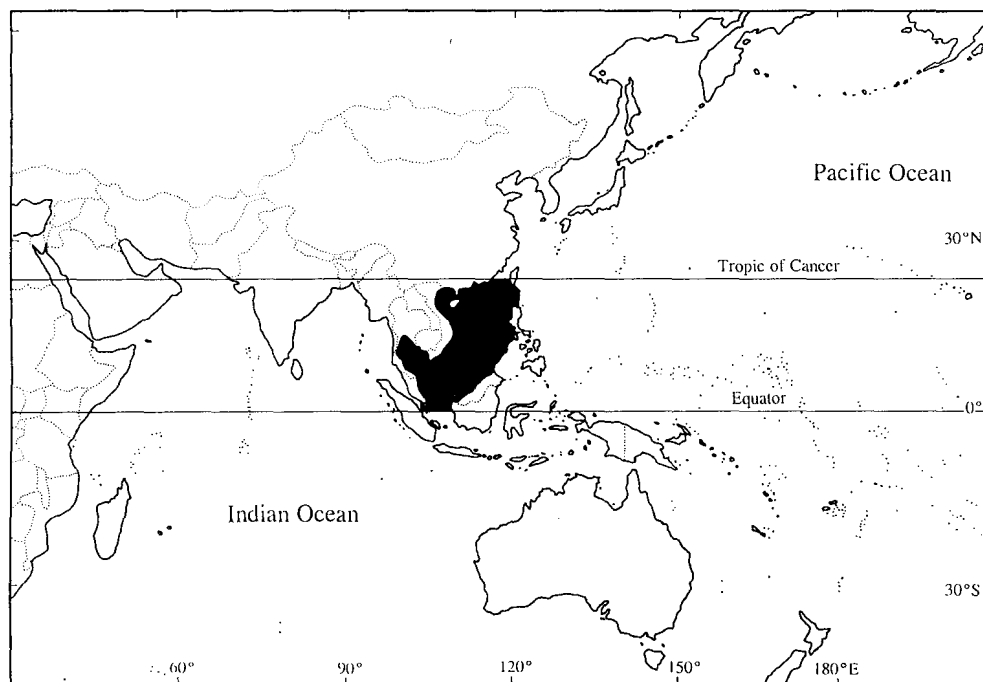 Pacific Ocean
30°N
Tropic of Cancer
Equator
0°
Indian Ocean
30°S
60°
90°
120°
150°
180°E